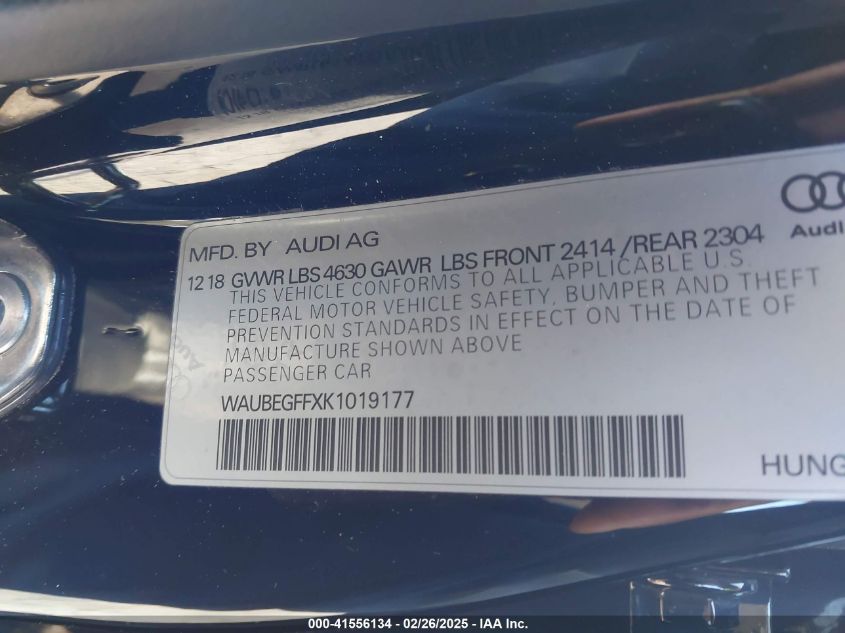 MFD. BY AUDI AG
Audi
12 18 GVWR LBS 4630 GAWR LBS FRONT 2414 /REAR 2304
THIS VEHICLE CONFORMS TO ALL APPLICABLE U.S.
FEDERAL MOTOR VEHICLE SAFETY, BUMPER AND THEFT
PREVENTION STANDARDS IN EFFECT ON THE DATE OF
MANUFACTURE SHOWN ABOVE
PASSENGER CAR
WAUBEGFFXK1019177
HUNG
000-41556134 - 02/26/2025 - IAA Inc.